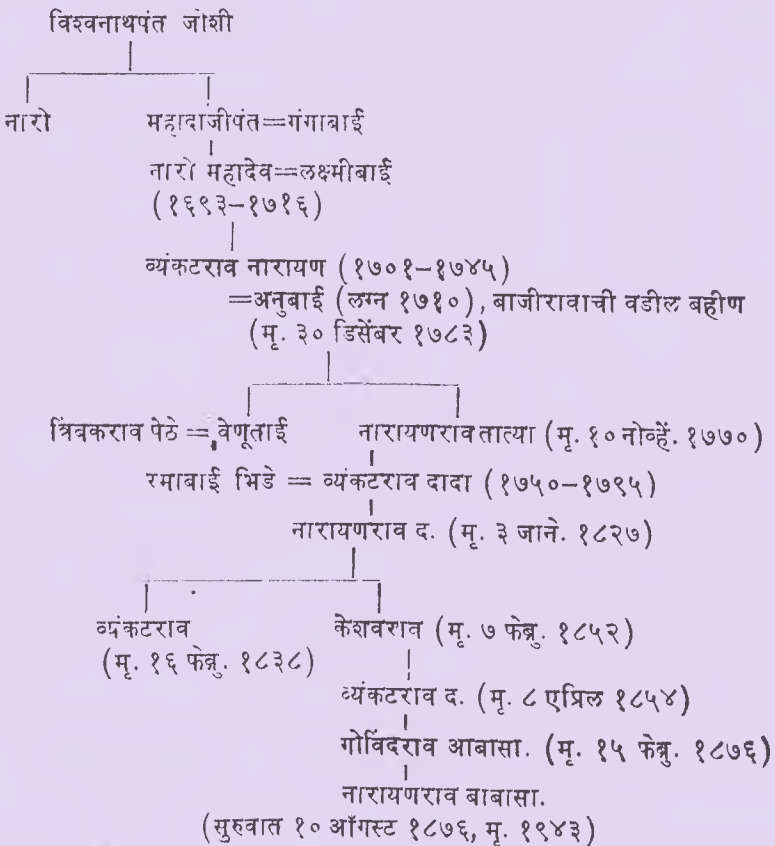 विश्वनाथपंत जोशी
नारो महादाजीपंत=गंगाबाई
नारो महादेव=लक्ष्मीबाई
(१६९३-१७१६)
व्यंकटराव नारायण (१७०१-१७४५)
=अनुबाई (लग्न १७१०), बाजीरावाची वडील बहीण
(मृ. ३० डिसेंबर १७८३)
त्रिंबकराव पेठे = वेणूताई नारायणराव तात्या (मृ. १० नोव्हें. १७७०)
रमाबाई भिडे = व्यंकटराव दादा (१७५०-१७९५)
नारायणराव द. (मृ. ३ जाने. १८२७)
व्यंकटराव केशवराव (मृ. ७ फेब्रु. १८५२)
(मृ. १६ फेब्रु. १८३८)
व्यंकटराव द. (मृ. ८ एप्रिल १८५४)
गोविंदराव आबासा. (मृ. १५ फेब्रु. १८७६)
नारायणराव बाबासा.
(सुरुवात १० ऑगस्ट १८७६, मृ. १९४३)